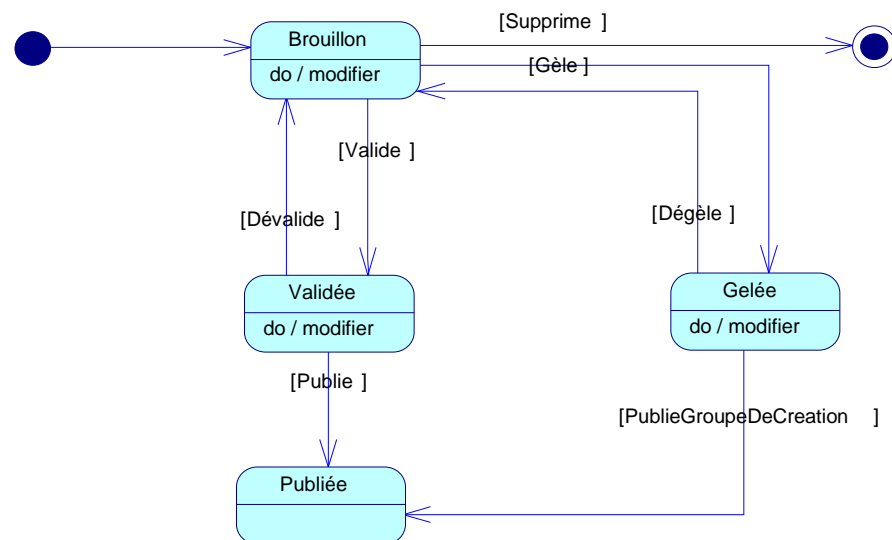 [Supprime ]
Brouillon
do / modifier
[Gèle ]
[Valide ]
[Dévalide ]
[Dégèle ]
Validée
do / modifier
Gelée
do / modifier
[Publie ]
[PublieGroupeDeCreation ]
Publiée